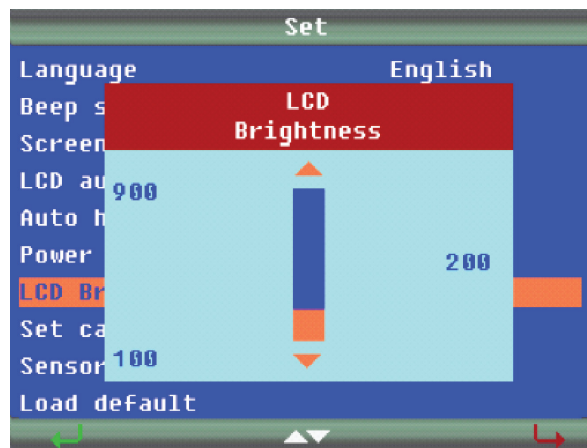 Set
Language English
Beep s
LCD
Brightness
Screen
LCD au
900
Auto h
Power
200
LCD Br
Set ca
100
Sensor
Load default